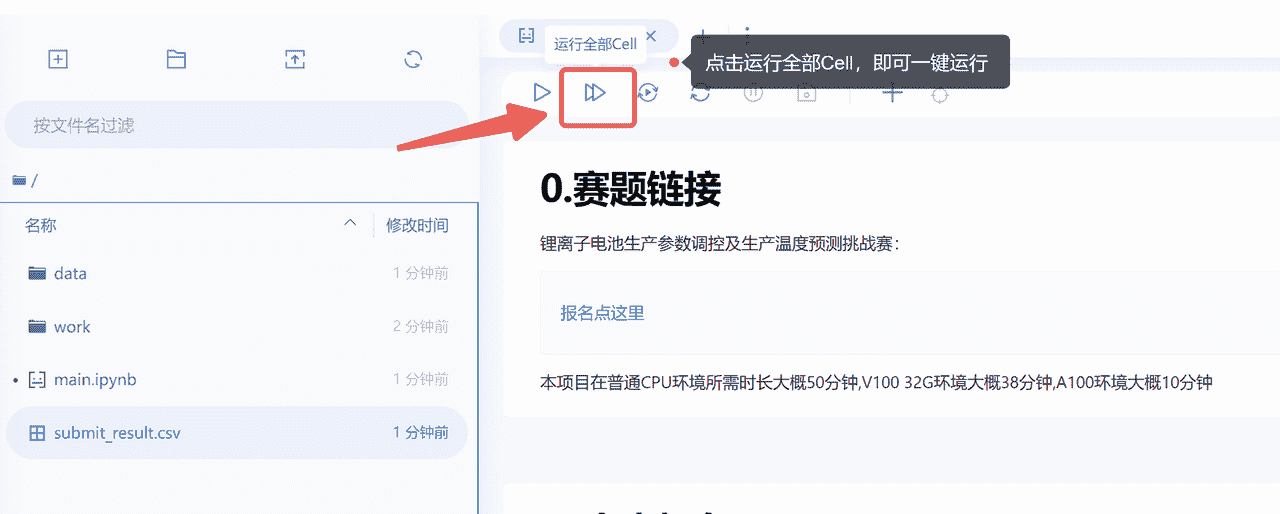 运行全部Cell
点击运行全部Cell，即可一键运行
按文件名过滤
/
名称
修改时间
data
1 分钟前
work
2 分钟前
main.ipynb
1 分钟前
submit_result.csv
1 分钟前
0.赛题链接
锂离子电池生产参数调控及生产温度预测挑战赛：
报名点这里
本项目在普通CPU环境所需时长大概50分钟,V100 32G环境大概38分钟,A100环境大概10分钟